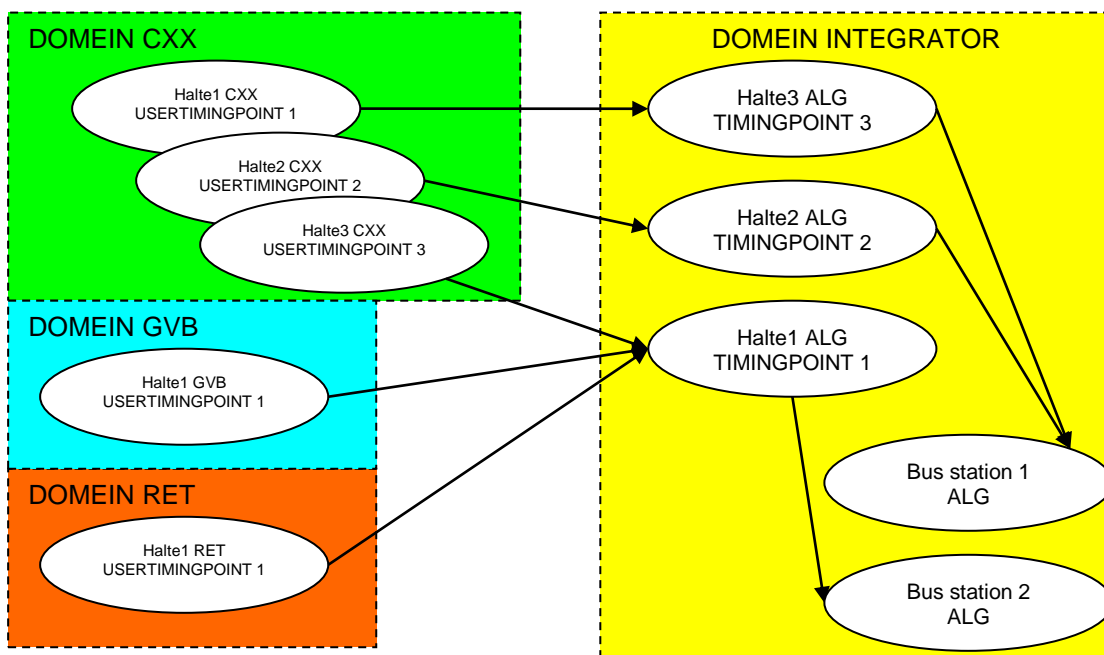 DOMEIN CXX
Halte1 CXX
USERTIMINGPOINT 1
Halte2 CXX
USERTIMINGPOINT 2
Halte3 CXX
USERTIMINGPOINT 3
DOMEIN GVB
Halte1 GVB
USERTIMINGPOINT 1
DOMEIN RET
Halte1 RET
USERTIMINGPOINT 1
DOMEIN INTEGRATOR
Halte3 ALG
TIMINGPOINT 3
Halte2 ALG
TIMINGPOINT 2
Halte1 ALG
TIMINGPOINT 1
Bus station 1
ALG
Bus station 2
ALG